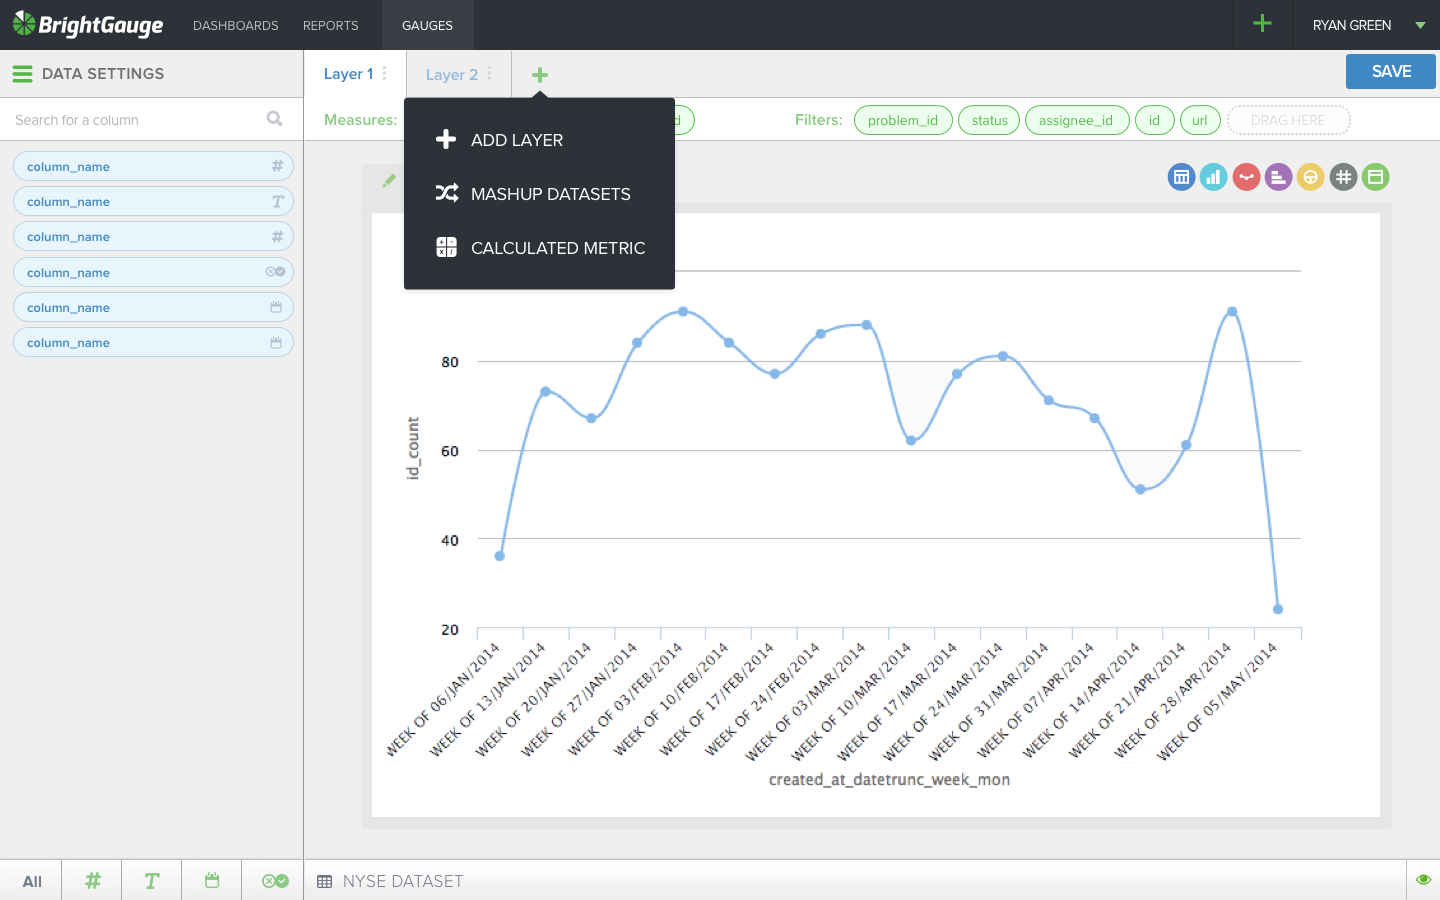 BrightGauge DASHBOARDS REPORTS GAUGES RYAN GREEN
DATA SETTINGS Layer 1 Layer 2 SAVE
Search for a column Measures: d Filters: problem_id status assignee_id id url DRAG HERE
ADD LAYER
MASHUP DATASETS
CALCULATED METRIC
column_name
column_name
column_name
column_name
column_name
column_name
80
60
40
20
id_count
WEEK OF 06/JAN/2014
WEEK OF 13/JAN/2014
WEEK OF 20/JAN/2014
WEEK OF 27/JAN/2014
WEEK OF 03/FEB/2014
WEEK OF 10/FEB/2014
WEEK OF 17/FEB/2014
WEEK OF 24/FEB/2014
WEEK OF 03/MAR/2014
WEEK OF 10/MAR/2014
WEEK OF 17/MAR/2014
WEEK OF 24/MAR/2014
WEEK OF 31/MAR/2014
WEEK OF 07/APR/2014
WEEK OF 14/APR/2014
WEEK OF 21/APR/2014
WEEK OF 28/APR/2014
WEEK OF 05/MAY/2014
created_at_datetrunc_week_mon
All # T NYSE DATASET